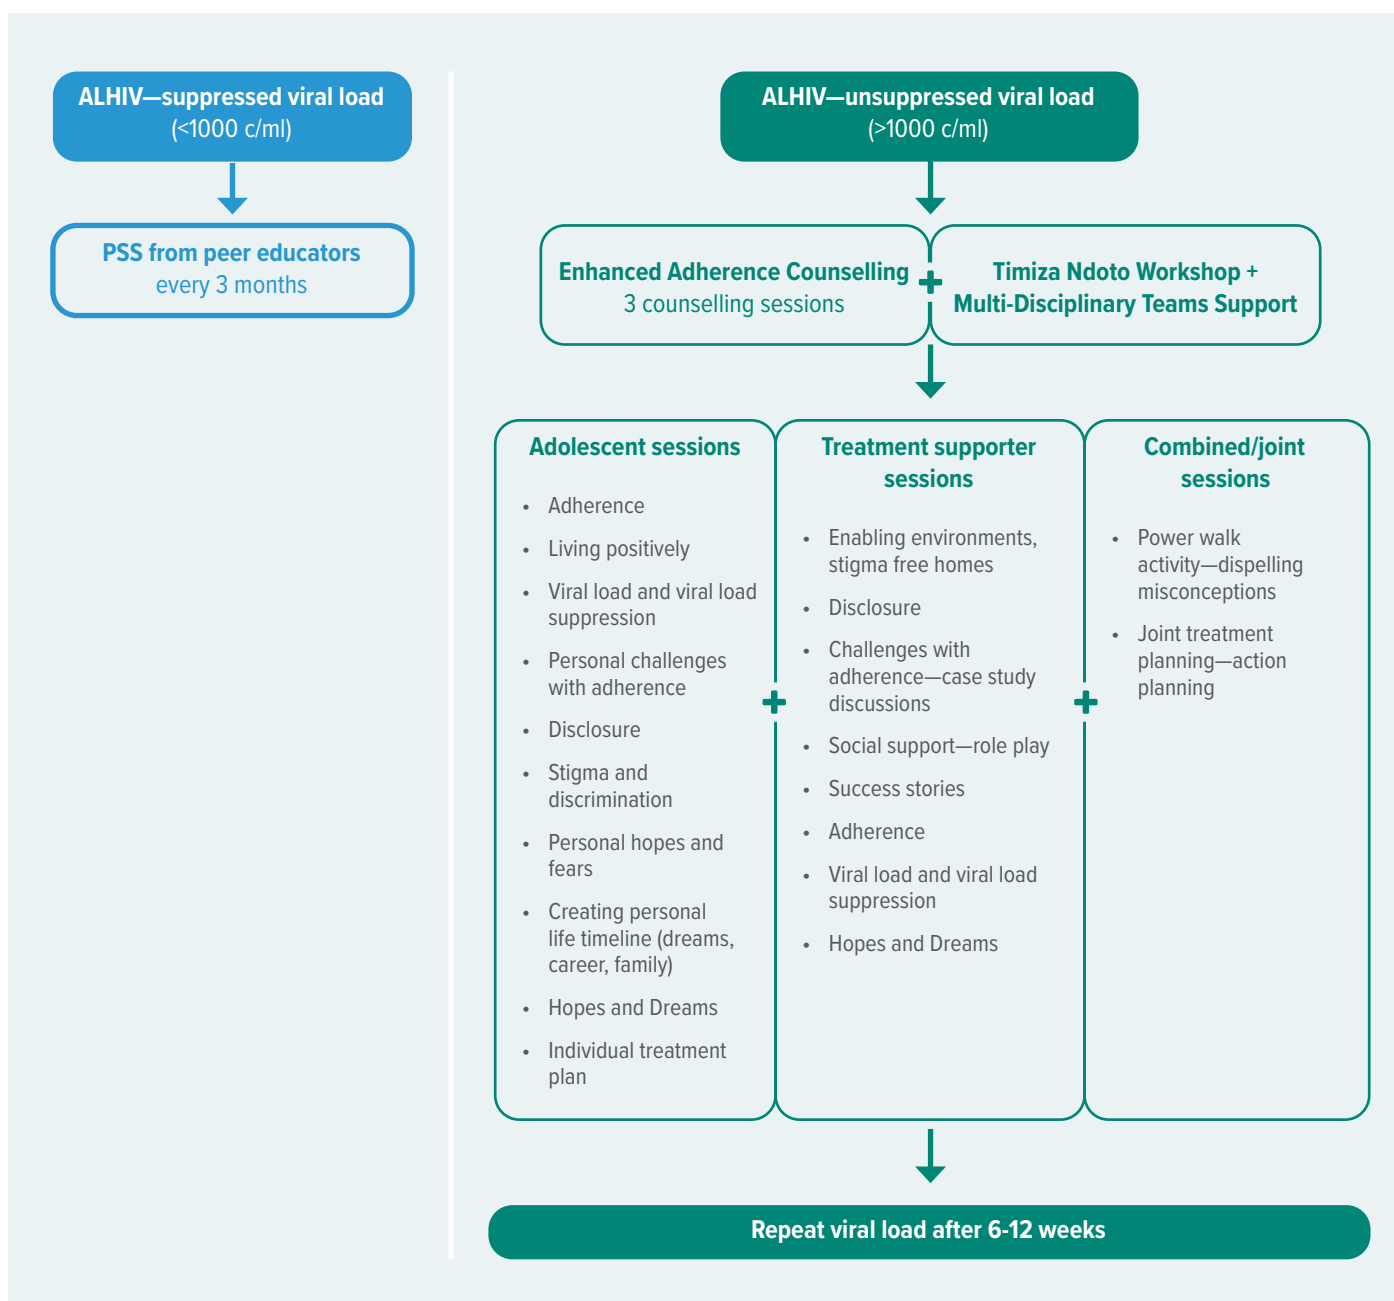 ALHIV—suppressed viral load
(<1000 c/ml)
PSS from peer educators
every 3 months
ALHIV—unsuppressed viral load
(>1000 c/ml)
Enhanced Adherence Counselling
3 counselling sessions
+
Timiza Ndoto Workshop +
Multi-Disciplinary Teams Support
Adolescent sessions
• Adherence
• Living positively
• Viral load and viral load
suppression
• Personal challenges
with adherence
• Disclosure
• Stigma and
discrimination
• Personal hopes and
fears
• Creating personal
life timeline (dreams,
career, family)
• Hopes and Dreams
• Individual treatment
plan
+
Treatment supporter
sessions
• Enabling environments,
stigma free homes
• Disclosure
• Challenges with
adherence—case study
discussions
• Social support—role play
• Success stories
• Adherence
• Viral load and viral load
suppression
• Hopes and Dreams
+
Combined/joint
sessions
• Power walk
activity—dispelling
misconceptions
• Joint treatment
planning—action
planning
Repeat viral load after 6-12 weeks